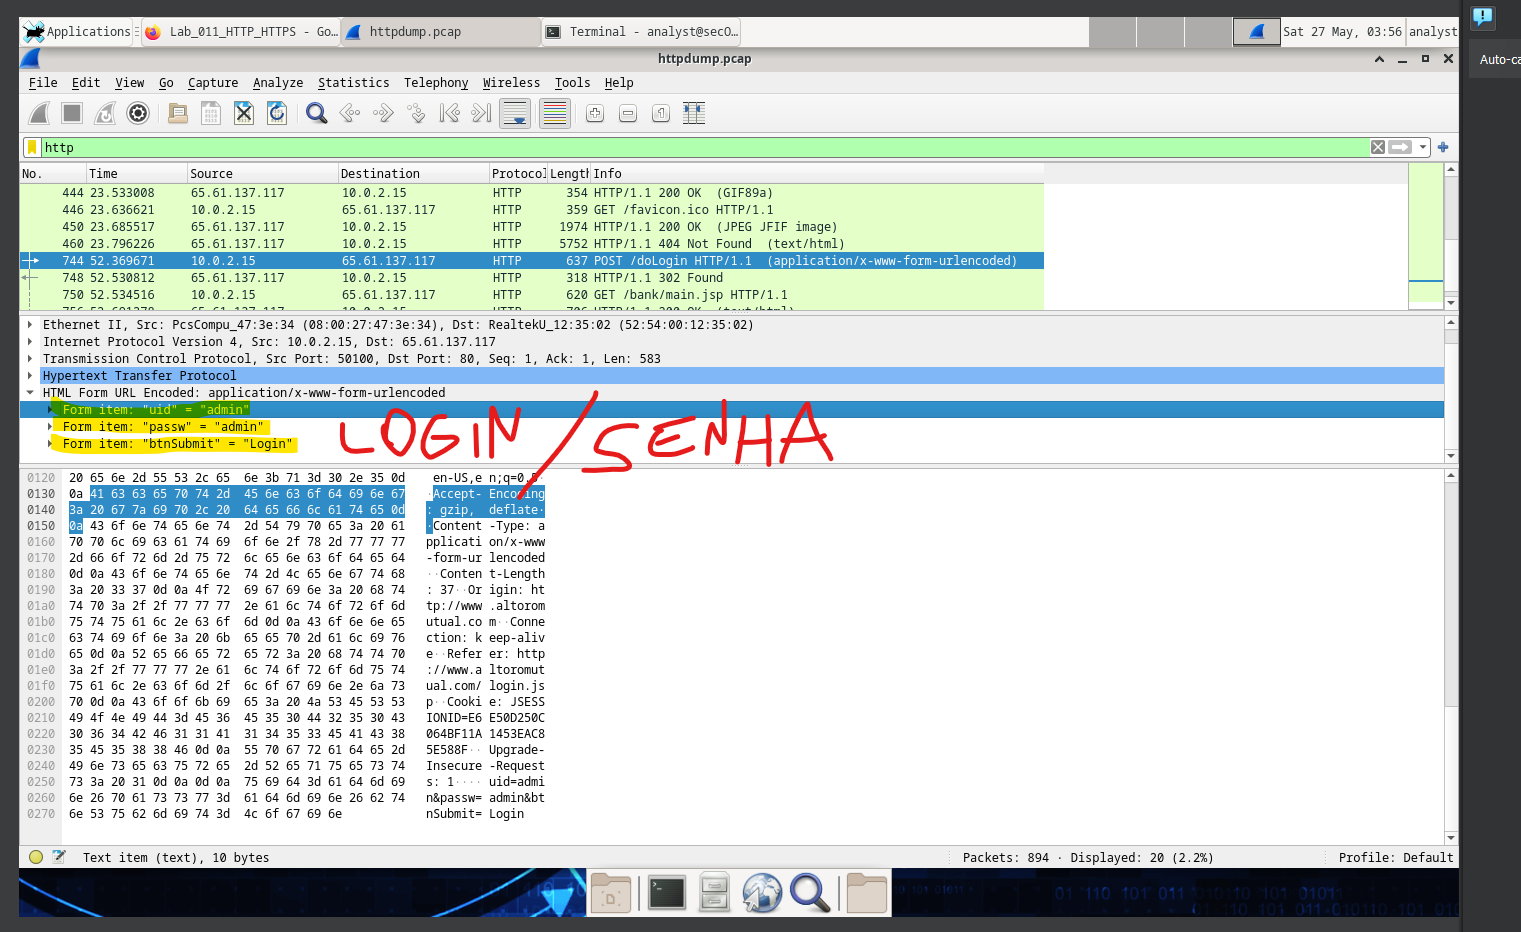 Applications
Lab_011_HTTP_HTTPS - Go...
httpdump.pcap
Terminal - analyst@secO...
Sat 27 May, 03:56
analyst
Auto-ca
httpdump.pcap
File Edit View Go Capture Analyze Statistics Telephony Wireless Tools Help
http
No. Time Source Destination Protocol Length Info
444 23.533008 65.61.137.117 10.0.2.15 HTTP 354 HTTP/1.1 200 OK (GIF89a)
446 23.636621 10.0.2.15 65.61.137.117 HTTP 359 GET /favicon.ico HTTP/1.1
450 23.685517 65.61.137.117 10.0.2.15 HTTP 1974 HTTP/1.1 200 OK (JPEG JFIF image)
460 23.796226 65.61.137.117 10.0.2.15 HTTP 5752 HTTP/1.1 404 Not Found (text/html)
744 52.369671 10.0.2.15 65.61.137.117 HTTP 637 POST /doLogin HTTP/1.1 (application/x-www-form-urlencoded)
748 52.530812 65.61.137.117 10.0.2.15 HTTP 318 HTTP/1.1 302 Found
750 52.534516 10.0.2.15 65.61.137.117 HTTP 620 GET /bank/main.jsp HTTP/1.1
Ethernet II, Src: PcsCompu_47:3e:34 (08:00:27:47:3e:34), Dst: RealtekU_12:35:02 (52:54:00:12:35:02)
Internet Protocol Version 4, Src: 10.0.2.15, Dst: 65.61.137.117
Transmission Control Protocol, Src Port: 50100, Dst Port: 80, Seq: 1, Ack: 1, Len: 583
Hypertext Transfer Protocol
HTML Form URL Encoded: application/x-www-form-urlencoded
Form item: "uid" = "admin"
Form item: "passw" = "admin"
Form item: "btnSubmit" = "Login"
LOGIN / SENHA
0120 20 65 6e 2d 55 53 2c 65 6e 3b 71 3d 30 2e 35 0d en-US,e n;q=0.5·
0130 0a 41 63 63 65 70 74 2d 45 6e 63 6f 64 69 6e 67 ·Accept- Encoding
0140 3a 20 67 7a 69 70 2c 20 64 65 66 6c 61 74 65 0d : gzip, deflate·
0150 0a 43 6f 6e 74 65 6e 74 2d 54 79 70 65 3a 20 61 ·Content -Type: a
0160 70 70 6c 69 63 61 74 69 6f 6e 2f 78 2d 77 77 77 pplicati on/x-www
0170 2d 66 6f 72 6d 2d 75 72 6c 65 6e 63 6f 64 65 64 -form-ur lencoded
0180 0d 0a 43 6f 6e 74 65 6e 74 2d 4c 65 6e 67 74 68 ··Conten t-Length
0190 3a 20 33 37 0d 0a 4f 72 69 67 69 6e 3a 20 68 74 : 37··Or igin: ht
01a0 74 70 3a 2f 2f 77 77 77 2e 61 6c 74 6f 72 6f 6d tp://www .altorom
01b0 75 74 75 61 6c 2e 63 6f 6d 0d 0a 43 6f 6e 6e 65 utual.co m··Conne
01c0 63 74 69 6f 6e 3a 20 6b 65 65 70 2d 61 6c 69 76 ction: k eep-aliv
01d0 65 0d 0a 52 65 66 65 72 65 72 3a 20 68 74 74 70 e··Refer er: http
01e0 3a 2f 2f 77 77 77 2e 61 6c 74 6f 72 6f 6d 75 74 ://www.a ltoromut
01f0 75 61 6c 2e 63 6f 6d 2f 6c 6f 67 69 6e 2e 6a 73 ual.com/ login.js
0200 70 0d 0a 43 6f 6f 6b 69 65 3a 20 4a 53 45 53 53 p··Cooki e: JSESS
0210 49 4f 4e 49 44 3d 45 36 45 35 30 44 32 35 30 43 IONID=E6 E50D250C
0220 30 36 34 42 46 31 31 41 31 34 35 33 45 41 43 38 064BF11A 1453EAC8
0230 35 45 35 38 38 46 0d 0a 55 70 67 72 61 64 65 2d 5E588F·· Upgrade-
0240 49 6e 73 65 63 75 72 65 2d 52 65 71 75 65 73 74 Insecure -Request
0250 73 3a 20 31 0d 0a 0d 0a 75 69 64 3d 61 64 6d 69 s: 1···· uid=admi
0260 6e 26 70 61 73 73 77 3d 61 64 6d 69 6e 26 62 74 n&passw= admin&bt
0270 6e 53 75 62 6d 69 74 3d 4c 6f 67 69 6e nSubmit= Login
Text item (text), 10 bytes
Packets: 894 · Displayed: 20 (2.2%)
Profile: Default